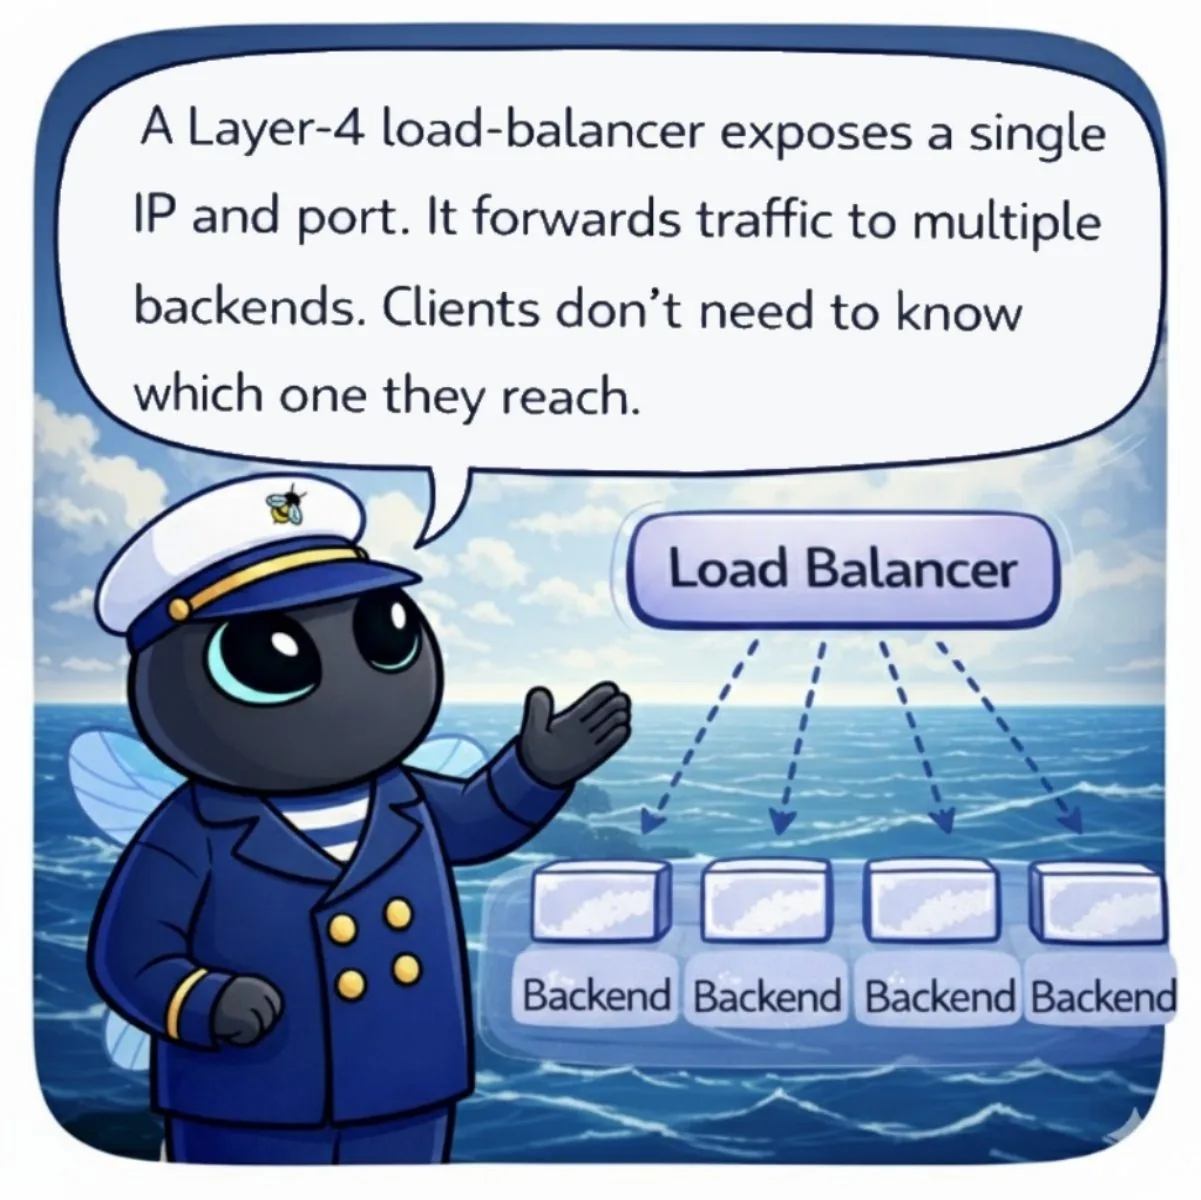 A Layer-4 load-balancer exposes a single
IP and port. It forwards traffic to multiple
backends. Clients don’t need to know
which one they reach.
Load Balancer
Backend Backend Backend Backend